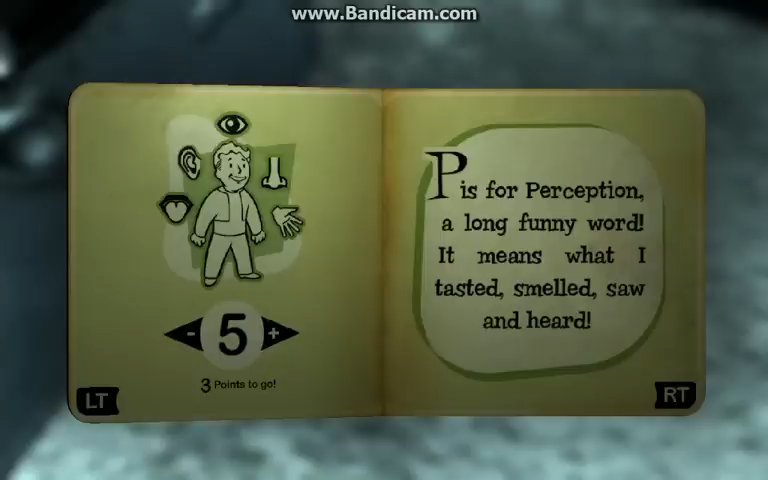 www.Bandicam.com
P is for Perception,
a long funny word!
It means what I
tasted, smelled, saw
and heard!
- 5 +
3 Points to go!
LT
RT